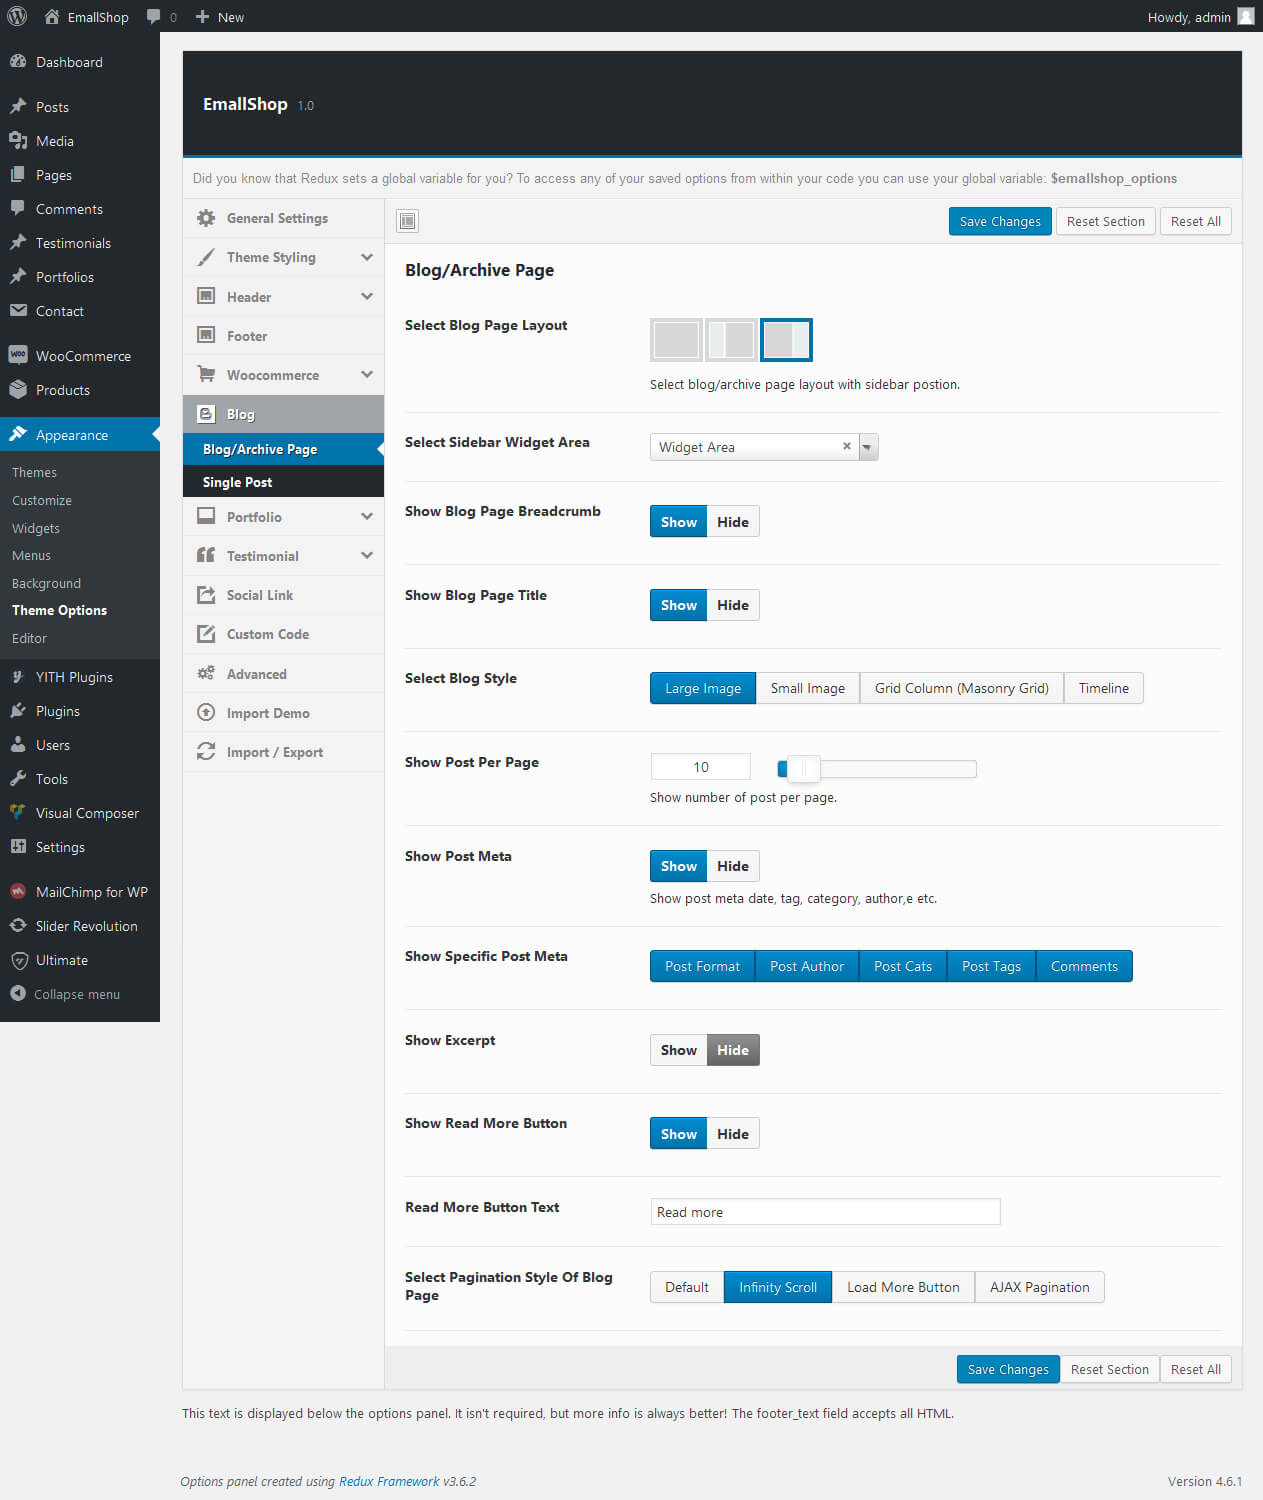 EmallShop 0 New Howdy, admin
Dashboard
Posts
Media
Pages
Comments
Testimonials
Portfolios
Contact
WooCommerce
Products
Appearance
Themes
Customize
Widgets
Menus
Background
Theme Options
Editor
YITH Plugins
Plugins
Users
Tools
Visual Composer
Settings
MailChimp for WP
Slider Revolution
Ultimate
Collapse menu
EmallShop 1.0
Did you know that Redux sets a global variable for you? To access any of your saved options from within your code you can use your global variable: $emallshop_options
General Settings
Theme Styling
Header
Footer
Woocommerce
Blog
Blog/Archive Page
Single Post
Portfolio
Testimonial
Social Link
Custom Code
Advanced
Import Demo
Import / Export
Save Changes Reset Section Reset All
Blog/Archive Page
Select Blog Page Layout
Select blog/archive page layout with sidebar postion.
Select Sidebar Widget Area Widget Area
Show Blog Page Breadcrumb Show Hide
Show Blog Page Title Show Hide
Select Blog Style Large Image Small Image Grid Column (Masonry Grid) Timeline
Show Post Per Page 10
Show number of post per page.
Show Post Meta Show Hide
Show post meta date, tag, category, author,e etc.
Show Specific Post Meta Post Format Post Author Post Cats Post Tags Comments
Show Excerpt Show Hide
Show Read More Button Show Hide
Read More Button Text Read more
Select Pagination Style Of Blog
Page
Default Infinity Scroll Load More Button AJAX Pagination
Save Changes Reset Section Reset All
This text is displayed below the options panel. It isn't required, but more info is always better! The footer_text field accepts all HTML.
Options panel created using Redux Framework v3.6.2 Version 4.6.1